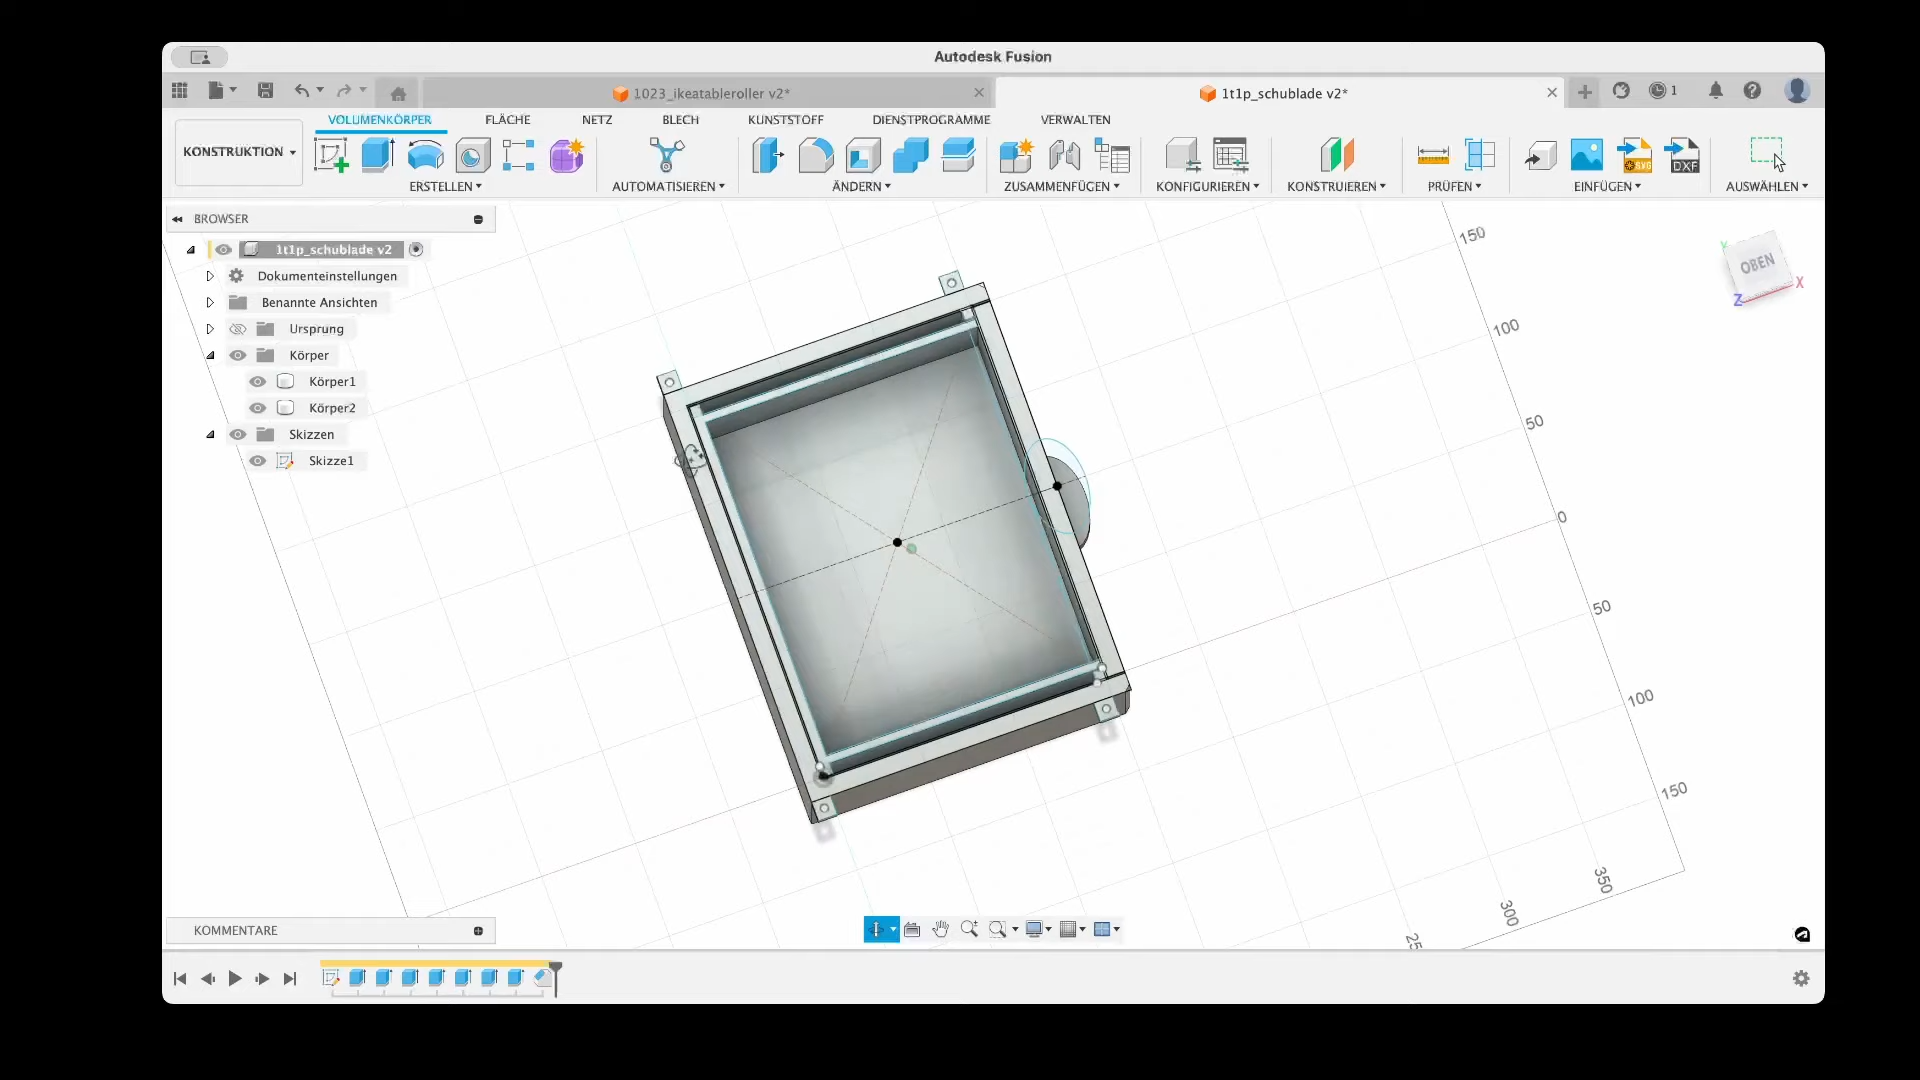 Autodesk Fusion
1023_ikeatableroller v2*
1t1p_schublade v2*
1
VOLUMENKÖRPER
FLÄCHE
NETZ
BLECH
KUNSTSTOFF
DIENSTPROGRAMME
VERWALTEN
KONSTRUKTION
SVG
DXF
ERSTELLEN
AUTOMATISIEREN
ÄNDERN
ZUSAMMENFÜGEN
KONFIGURIEREN
KONSTRUIEREN
PRÜFEN
EINFÜGEN
AUSWÄHLEN
BROWSER
1t1p_schublade v2
Dokumenteinstellungen
Benannte Ansichten
Ursprung
Körper
Körper1
Körper2
Skizzen
Skizze1
150
Y
OBEN
X
Z
100
50
0
50
100
150
350
300
25
KOMMENTARE